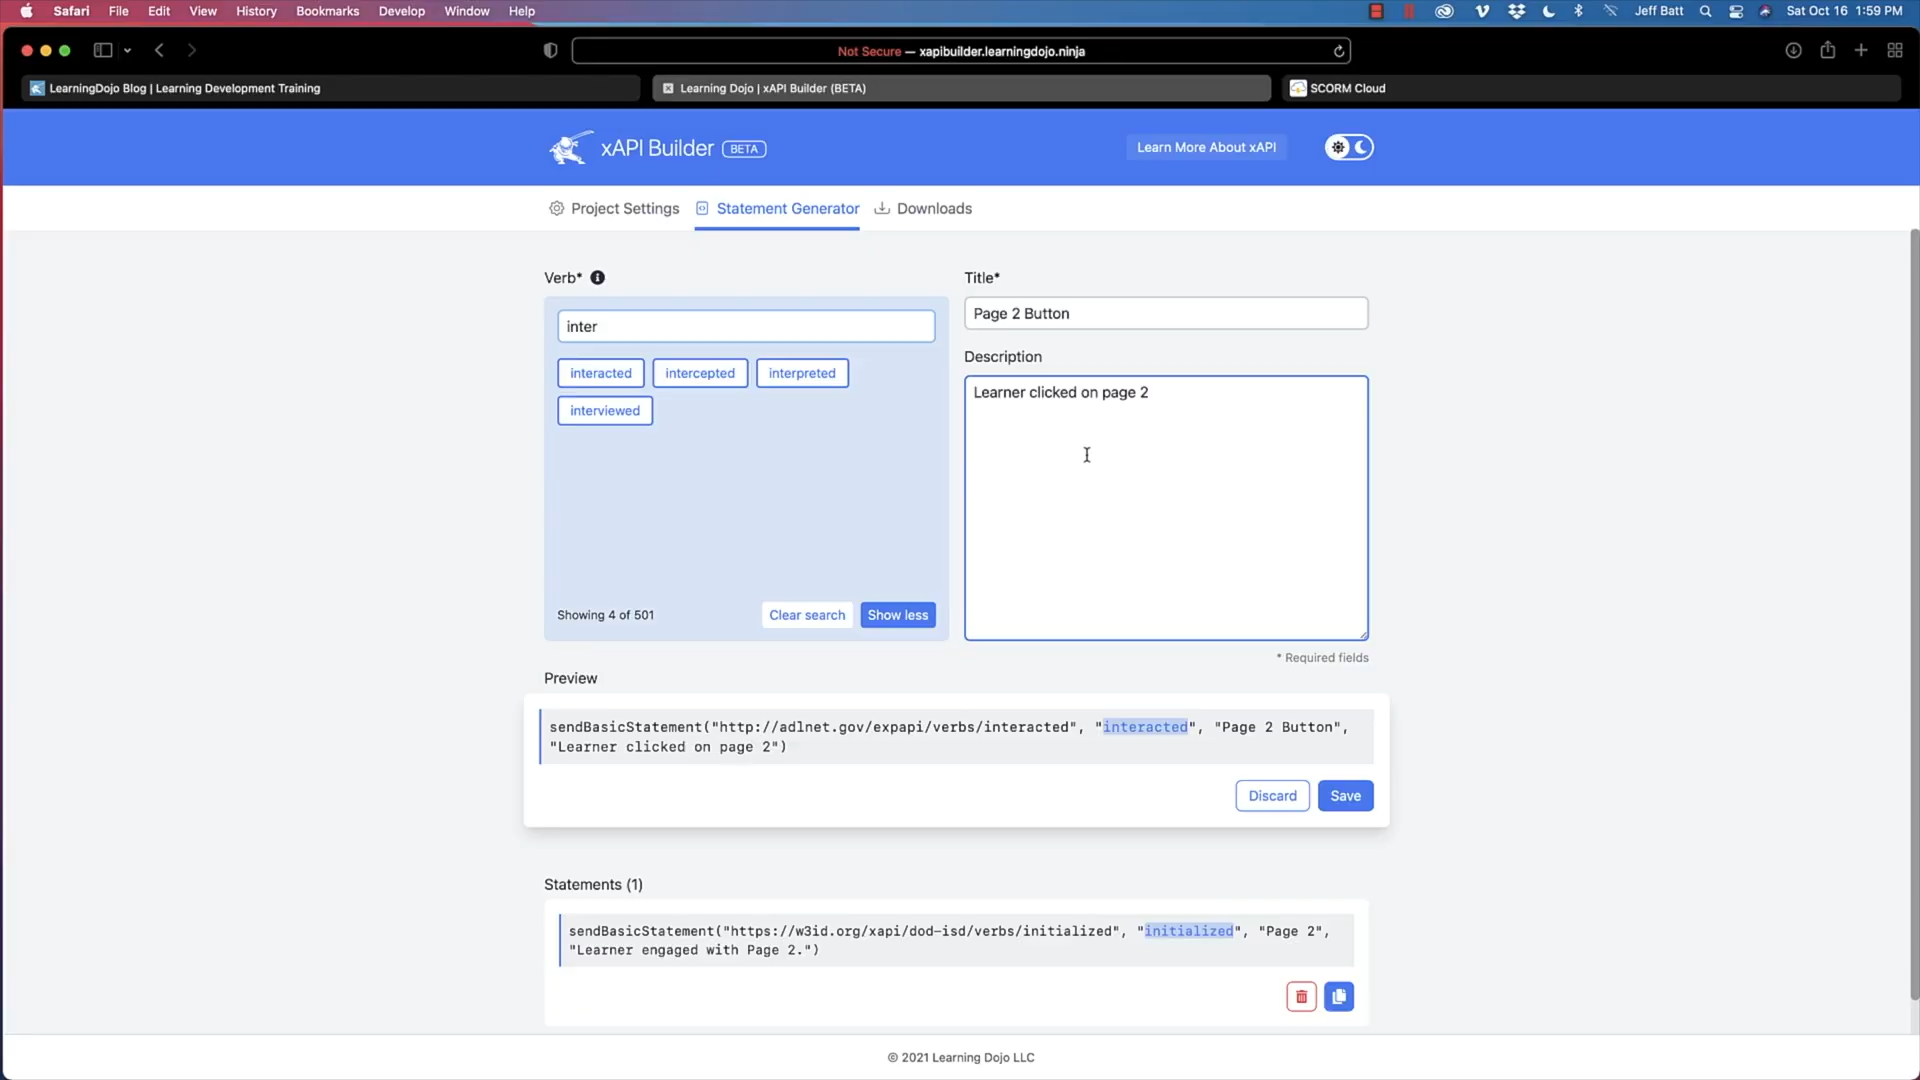 Safari File Edit View History Bookmarks Develop Window Help Jeff Batt Sat Oct 16 1:59 PM
Not Secure — xapibuilder.learningdojo.ninja
LearningDojo Blog | Learning Development Training
Learning Dojo | xAPI Builder (BETA)
SCORM Cloud
xAPI Builder BETA
Learn More About xAPI
Project Settings
Statement Generator
Downloads
Verb*
inter
interacted intercepted interpreted
interviewed
Showing 4 of 501
Clear search
Show less
Title*
Page 2 Button
Description
Learner clicked on page 2
* Required fields
Preview
sendBasicStatement("http://adlnet.gov/expapi/verbs/interacted", "interacted", "Page 2 Button",
"Learner clicked on page 2")
Discard
Save
Statements (1)
sendBasicStatement("https://w3id.org/xapi/dod-isd/verbs/initialized", "initialized", "Page 2",
"Learner engaged with Page 2.")
© 2021 Learning Dojo LLC